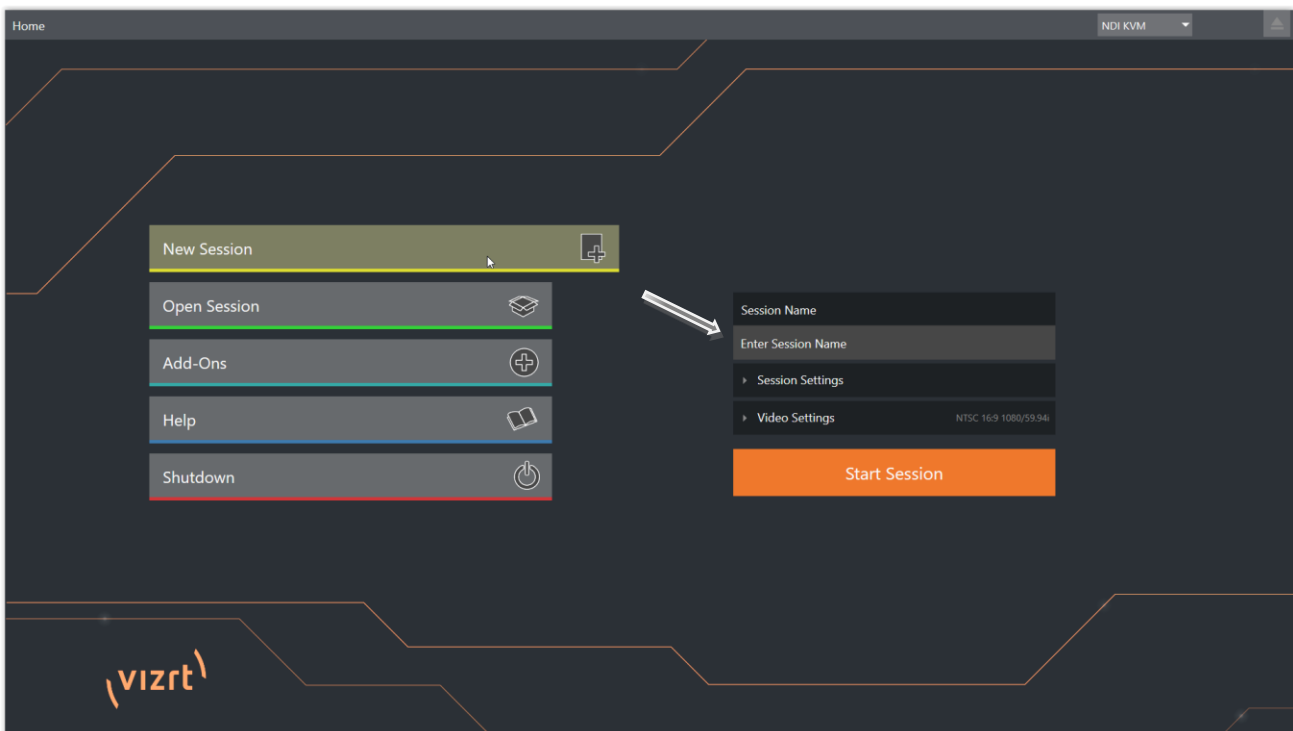 Home
NDI KVM
New Session
Open Session
Add-Ons
Help
Shutdown
Session Name
Enter Session Name
Session Settings
Video Settings NTSC 16:9 1080/59.94i
Start Session
vizrt